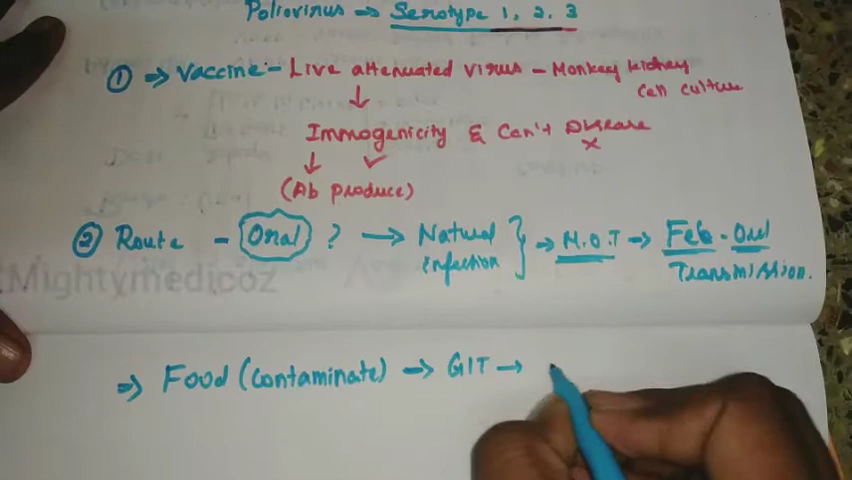 Poliovirus ⇒ Serotype 1, 2, 3
① ⇒ Vaccine:- Live attenuated virus - Monkey kidney
cell culture
↓
Immogenicity & Can't Disease
↓ ✓ ×
(Ab produce)
② Route - Oral ? → Natural } ⇒ M.O.T ⇒ Feco - Oral
infection Transmission.
Mightymedicoz
⇒ Food (contaminate) → GIT →